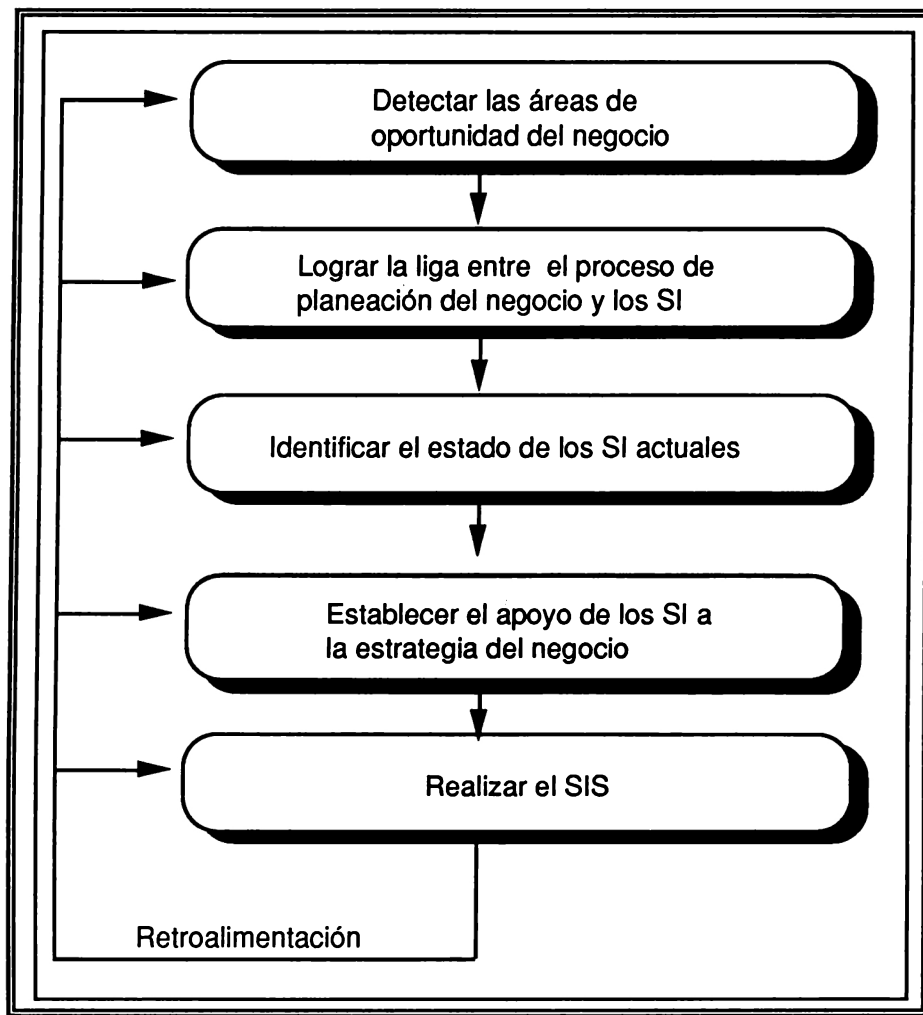 Detectar las áreas de
oportunidad del negocio
Lograr la liga entre el proceso de
planeación del negocio y los SI
Identificar el estado de los SI actuales
Establecer el apoyo de los SI a
la estrategia del negocio
Realizar el SIS
Retroalimentación